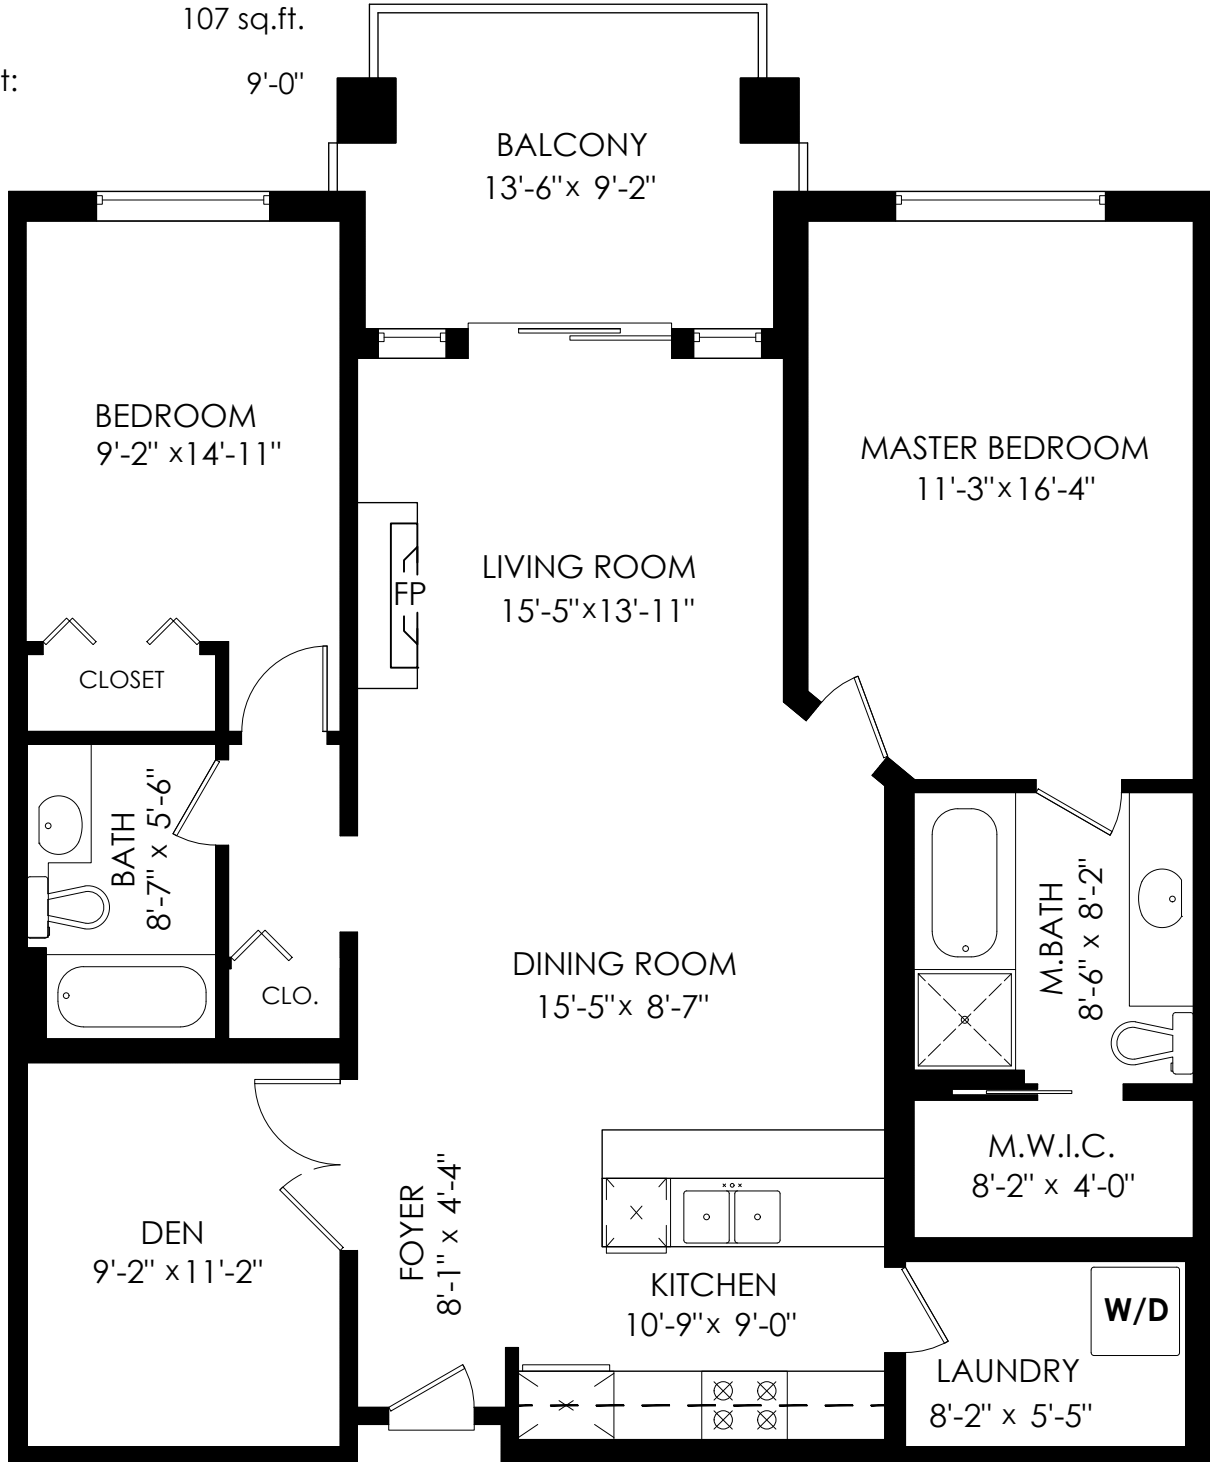 107 sq.ft.
t: 9'-0"
BALCONY
13'-6"x 9'-2"
BEDROOM
9'-2" x14'-11"
MASTER BEDROOM
11'-3"x16'-4"
LIVING ROOM
15'-5"x13'-11"
FP
CLOSET
BATH
8'-7" x 5'-6"
M.BATH
8'-6" x 8'-2"
DINING ROOM
15'-5"x 8'-7"
CLO.
M.W.I.C.
8'-2" x 4'-0"
DEN
9'-2" x11'-2"
FOYER
8'-1" x 4'-4"
KITCHEN
10'-9"x 9'-0"
W/D
LAUNDRY
8'-2" x 5'-5"